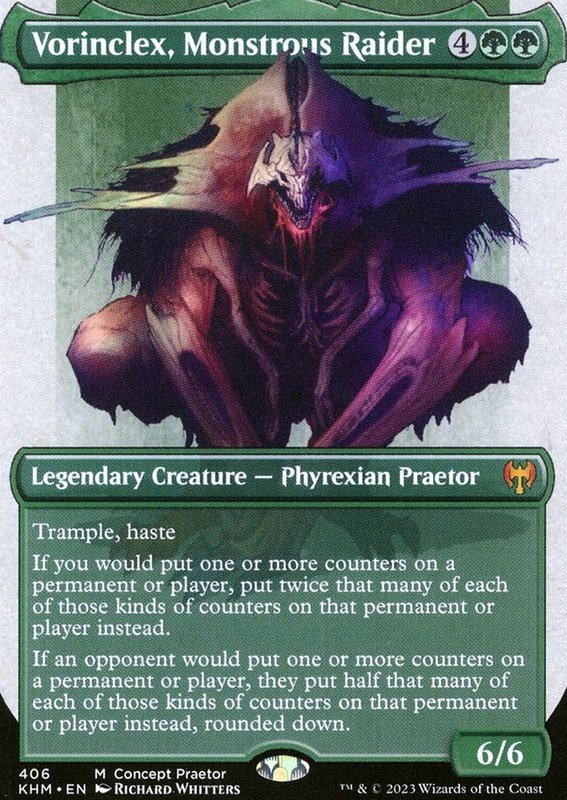 Vorinclex, Monstrous Raider 4
Legendary Creature — Phyrexian Praetor
Trample, haste
If you would put one or more counters on a
permanent or player, put twice that many of each
of those kinds of counters on that permanent or
player instead.
If an opponent would put one or more counters on
a permanent or player, they put half that many of
each of those kinds of counters on that permanent
or player instead, rounded down.
6/6
406 M Concept Praetor
KHM • EN Richard Whitters
™ & © 2023 Wizards of the Coast